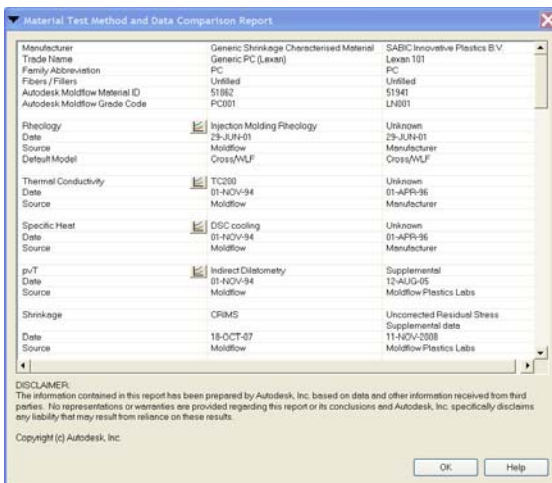 Material Test Method and Data Comparison Report
Manufacturer Generic Shrinkage Characterised Material SABIC Innovative Plastics B.V.
Trade Name Generic PC (Lexan) Lexan 101
Family Abbreviation PC PC
Fibers / Fillers Unfilled Unfilled
Autodesk Moldflow Material ID 51862 51941
Autodesk Moldflow Grade Code PC001 LN001
Rheology Injection Molding Rheology Unknown
Date 29-JUN-01 29-JUN-01
Source Moldflow Manufacturer
Default Model Cross/WLF Cross/WLF
Thermal Conductivity TC200 Unknown
Date 01-NOV-94 01-APR-96
Source Moldflow Manufacturer
Specific Heat DSC cooling Unknown
Date 01-NOV-94 01-APR-96
Source Moldflow Manufacturer
pvT Indirect Dilatometry Supplemental
Date 01-NOV-94 12-AUG-05
Source Moldflow Moldflow Plastics Labs
Shrinkage CRIMS Uncorrected Residual Stress
Supplemental data
Date 18-OCT-07 11-NOV-2008
Source Moldflow Moldflow Plastics Labs
DISCLAIMER:
The information contained in this report has been prepared by Autodesk, Inc. based on data and other information received from third
parties. No representations or warranties are provided regarding this report or its conclusions and Autodesk, Inc. specifically disclaims
any liability that may result from reliance on these results.
Copyright (c) Autodesk, Inc.
OK Help